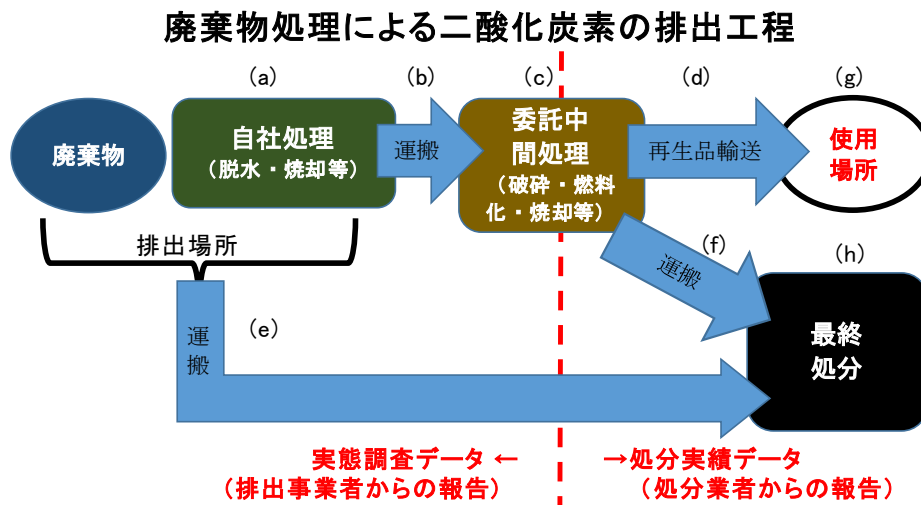 廃棄物処理による二酸化炭素の排出工程
(a)
(b)
(c)
(d)
(g)
廃棄物
自社処理
(脱水・焼却等)
運搬
委託中
間処理
(破砕・燃料
化・焼却等)
再生品輸送
使用
場所
排出場所
(f)
運搬
(h)
運
搬
(e)
最終
処分
実態調査データ ←
(排出事業者からの報告)
→処分実績データ
(処分業者からの報告)